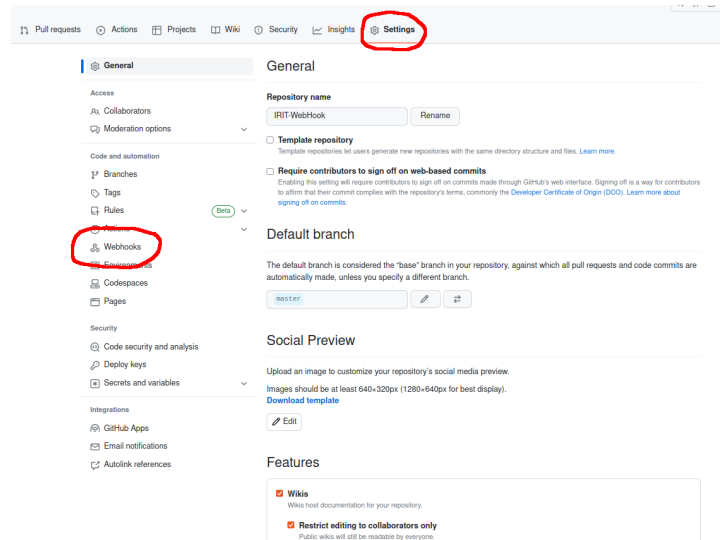 Pull requests
Actions
Projects
Wiki
Security
Insights
Settings
General
Access
Collaborators
Moderation options
Code and automation
Branches
Tags
Rules
Beta
Actions
Webhooks
Environments
Codespaces
Pages
Security
Code security and analysis
Deploy keys
Secrets and variables
Integrations
GitHub Apps
Email notifications
Autolink references
General
Repository name
IRIT-WebHook
Rename
Template repository
Template repositories let users generate new repositories with the same directory structure and files. Learn more.
Require contributors to sign off on web-based commits
Enabling this setting will require contributors to sign off on commits made through GitHub's web interface. Signing off is a way for contributors
to affirm that their commit complies with the repository's terms, commonly the Developer Certificate of Origin (DCO). Learn more about
signing off on commits.
Default branch
The default branch is considered the "base" branch in your repository, against which all pull requests and code commits are
automatically made, unless you specify a different branch.
master
Social Preview
Upload an image to customize your repository's social media preview.
Images should be at least 640×320px (1280×640px for best display).
Download template
Edit
Features
Wikis
Wikis host documentation for your repository.
Restrict editing to collaborators only
Public wikis will still be readable by everyone.